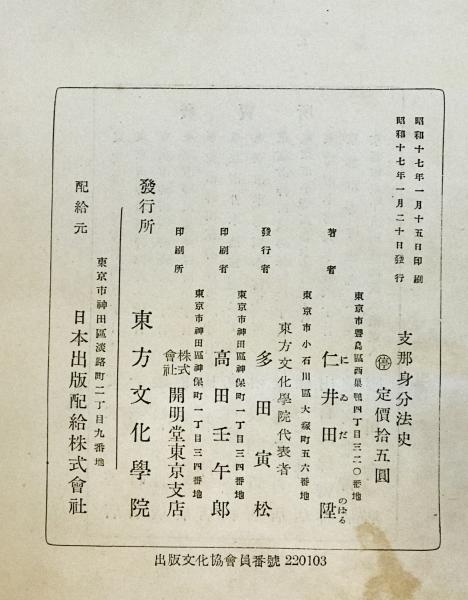 昭和十七年一月十五日印刷
昭和十七年一月二十日發行
支那身分法史
㊡ 定價拾五圓
東京市豐島區西巢鴨四丁目三二〇番地
著者 仁井田陞
にゐだ のぼる
東京市小石川區大塚町五六番地
東方文化學院代表者
發行者 多田寅松
東京市神田區神保町一丁目三四番地
印刷者 高田壬午郎
東京市神田區神保町一丁目三四番地
印刷所 株式會社 開明堂東京支店
發行所 東方文化學院
東京市神田區淡路町二丁目九番地
配給元 日本出版配給株式會社
出版文化協會員番號 220103